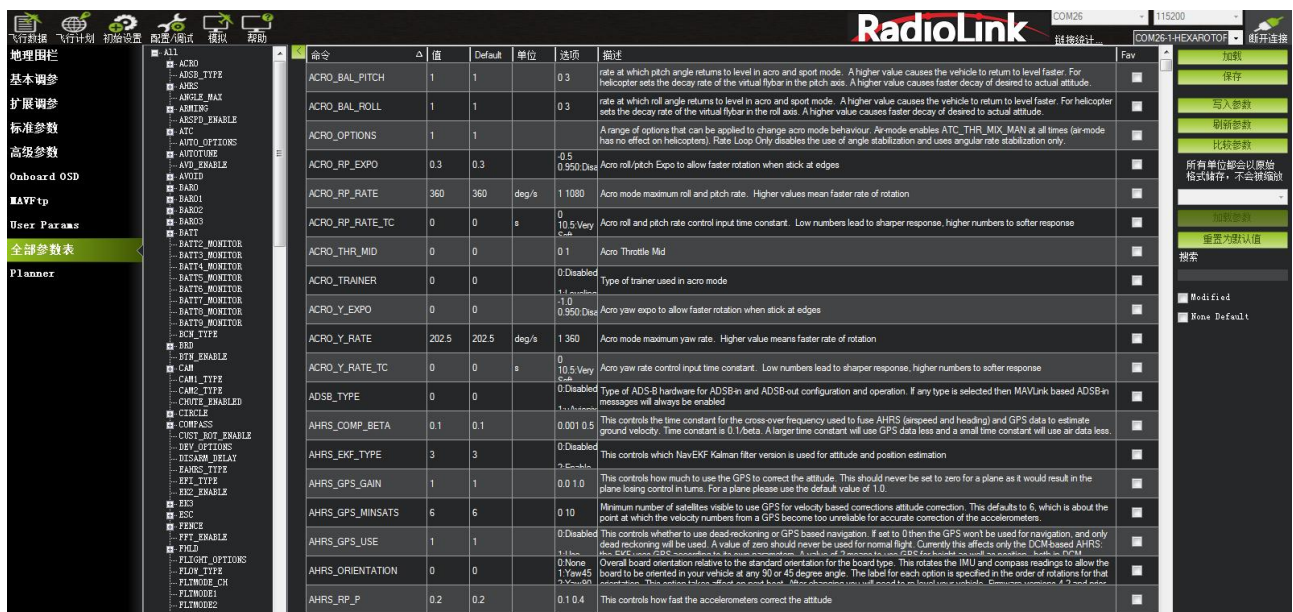 飞行数据 飞行计划 初始设置 配置/调试 模拟 帮助
RadioLink
COM26 115200
链接统计... COM26-1-HEXAROTOF 断开连接
地理围栏
基本调参
扩展调参
标准参数
高级参数
Onboard OSD
MAVFtp
User Params
全部参数表
Planner
All
ACRO
ADSB_TYPE
AHRS
ANGLE_MAX
ARMING
ARSPD_ENABLE
ATC
AUTO_OPTIONS
AUTOTUNE
AVD_ENABLE
AVOID
BARO
BARO1
BARO2
BARO3
BATT
BATT2_MONITOR
BATT3_MONITOR
BATT4_MONITOR
BATT5_MONITOR
BATT6_MONITOR
BATT7_MONITOR
BATT8_MONITOR
BATT9_MONITOR
BCN_TYPE
BRD
BTN_ENABLE
CAM
CAM1_TYPE
CAM2_TYPE
CHUTE_ENABLED
CIRCLE
COMPASS
CUST_ROT_ENABLE
DEV_OPTIONS
DISARM_DELAY
EAHRS_TYPE
EFI_TYPE
EK2_ENABLE
EK3
ESC
FENCE
FFT_ENABLE
FHLD
FLIGHT_OPTIONS
FLOW_TYPE
FLTMODE_CH
FLTMODE1
FLTMODE2
命令 值 Default 单位 选项 描述 Fav
ACRO_BAL_PITCH 1 1 0 3 rate at which pitch angle returns to level in acro and sport mode. A higher value causes the vehicle to return to level faster. For
helicopter sets the decay rate of the virtual flybar in the pitch axis. A higher value causes faster decay of desired to actual attitude.
ACRO_BAL_ROLL 1 1 0 3 rate at which roll angle returns to level in acro and sport mode. A higher value causes the vehicle to return to level faster. For helicopter
sets the decay rate of the virtual flybar in the roll axis. A higher value causes faster decay of desired to actual attitude.
ACRO_OPTIONS 1 1 A range of options that can be applied to change acro mode behaviour. Air-mode enables ATC_THR_MIX_MAN at all times (air-mode
has no effect on helicopters). Rate Loop Only disables the use of angle stabilization and uses angular rate stabilization only.
ACRO_RP_EXPO 0.3 0.3 -0.5
0.950:Disa Acro roll/pitch Expo to allow faster rotation when stick at edges
ACRO_RP_RATE 360 360 deg/s 1 1080 Acro mode maximum roll and pitch rate. Higher values mean faster rate of rotation
ACRO_RP_RATE_TC 0 0 s 0
10.5:Very Acro roll and pitch rate control input time constant. Low numbers lead to sharper response, higher numbers to softer response
ACRO_THR_MID 0 0 0 1 Acro Throttle Mid
ACRO_TRAINER 0 0 0:Disabled Type of trainer used in acro mode
ACRO_Y_EXPO 0 0 -1.0
0.950:Disa Acro yaw expo to allow faster rotation when stick at edges
ACRO_Y_RATE 202.5 202.5 deg/s 1 360 Acro mode maximum yaw rate. Higher value means faster rate of rotation
ACRO_Y_RATE_TC 0 0 s 0
10.5:Very Acro yaw rate control input time constant. Low numbers lead to sharper response, higher numbers to softer response
ADSB_TYPE 0 0 0:Disabled Type of ADS-B hardware for ADSB-in and ADSB-out configuration and operation. If any type is selected then MAVLink based ADSB-in
messages will always be enabled
AHRS_COMP_BETA 0.1 0.1 0.001 0.5 This controls the time constant for the cross-over frequency used to fuse AHRS (airspeed and heading) and GPS data to estimate
ground velocity. Time constant is 0.1/beta. A larger time constant will use GPS data less and a small time constant will use air data less.
AHRS_EKF_TYPE 3 3 0:Disabled This controls which NavEKF Kalman filter version is used for attitude and position estimation
AHRS_GPS_GAIN 1 1 0.0 1.0 This controls how much to use the GPS to correct the attitude. This should never be set to zero for a plane as it would result in the
plane losing control in turns. For a plane please use the default value of 1.0.
AHRS_GPS_MINSATS 6 6 0 10 Minimum number of satellites visible to use GPS for velocity based corrections attitude correction. This defaults to 6, which is about the
point at which the velocity numbers from a GPS become too unreliable for accurate correction of the accelerometers.
AHRS_GPS_USE 1 1 0:Disabled This controls whether to use dead-reckoning or GPS based navigation. If set to 0 then the GPS won't be used for navigation, and only
dead reckoning will be used. A value of zero should never be used for normal flight. Currently this affects only the DCM-based AHRS:
AHRS_ORIENTATION 0 0 0:None Overall board orientation relative to the standard orientation for the board type. This rotates the IMU and compass readings to allow the
1:Yaw45 board to be oriented in your vehicle at any 90 or 45 degree angle. The label for each option is specified in the order of rotations for that
AHRS_RP_P 0.2 0.2 0.1 0.4 This controls how fast the accelerometers correct the attitude
加载
保存
写入参数
刷新参数
比较参数
所有单位都会以原始
格式储存，不会被缩放
加载参数
重置为默认值
搜索
Modified
None Default